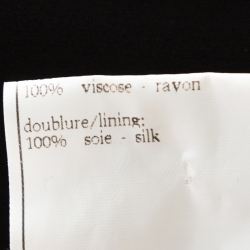 100% viscose - rayon
doublure/lining:
100% soie - silk